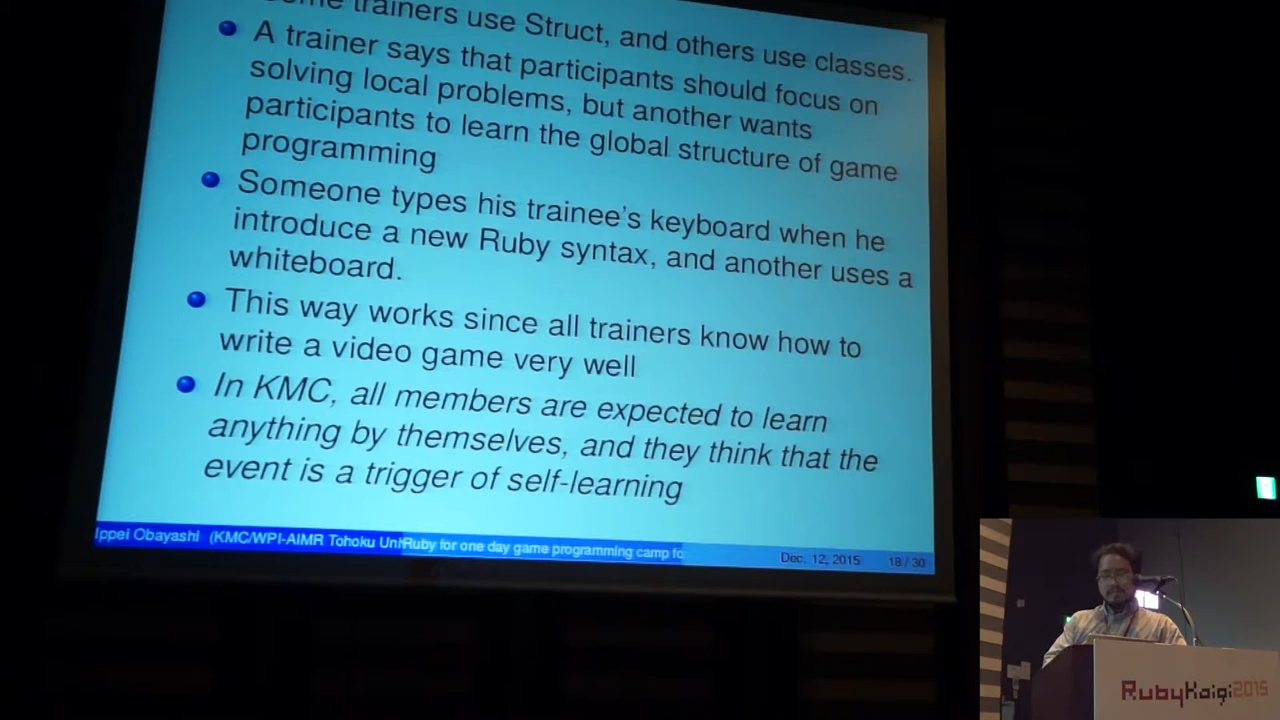 trainers use Struct, and others use classes.
A trainer says that participants should focus on
solving local problems, but another wants
participants to learn the global structure of game
programming
Someone types his trainee's keyboard when he
introduce a new Ruby syntax, and another uses a
whiteboard.
This way works since all trainers know how to
write a video game very well
In KMC, all members are expected to learn
anything by themselves, and they think that the
event is a trigger of self-learning
Ippei Obayashi (KMC/WPI-AIMR Tohoku Uni Ruby for one day game programming camp fo Dec. 12, 2015 18 / 30
RubyKaigi2015